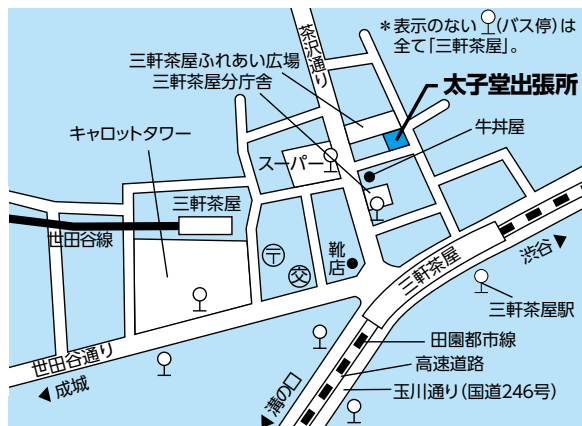 ＊表示のない (バス停)は
全て「三軒茶屋」。
茶沢通り
三軒茶屋ふれあい広場
三軒茶屋分庁舎
太子堂出張所
キャロットタワー
牛丼屋
スーパー
三軒茶屋
世田谷線
〒
交
靴店
三軒茶屋
渋谷
三軒茶屋駅
田園都市線
高速道路
玉川通り(国道246号)
世田谷通り
成城
溝の口